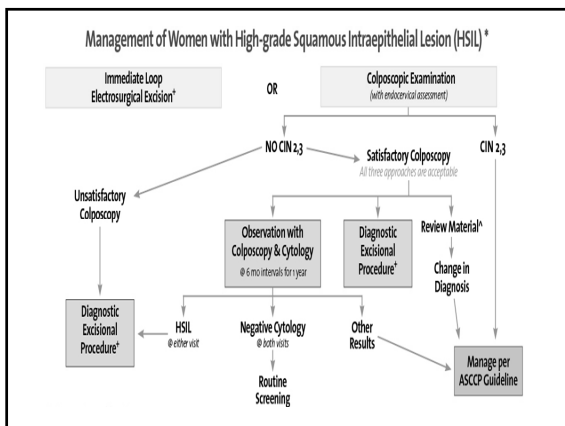 Management of Women with High-grade Squamous Intraepithelial Lesion (HSIL) *
Immediate Loop
Electrosurgical Excision+
OR
Colposcopic Examination
(with endocervical assessment)
NO CIN 2,3
Satisfactory Colposcopy
All three approaches are acceptable
CIN 2,3
Unsatisfactory
Colposcopy
Observation with
Colposcopy & Cytology
@ 6 mo intervals for 1 year
Diagnostic
Excisional
Procedure+
Review Material^
Change in
Diagnosis
Diagnostic
Excisional
Procedure+
HSIL
@ either visit
Negative Cytology
@ both visits
Other
Results
Routine
Screening
Manage per
ASCCP Guideline